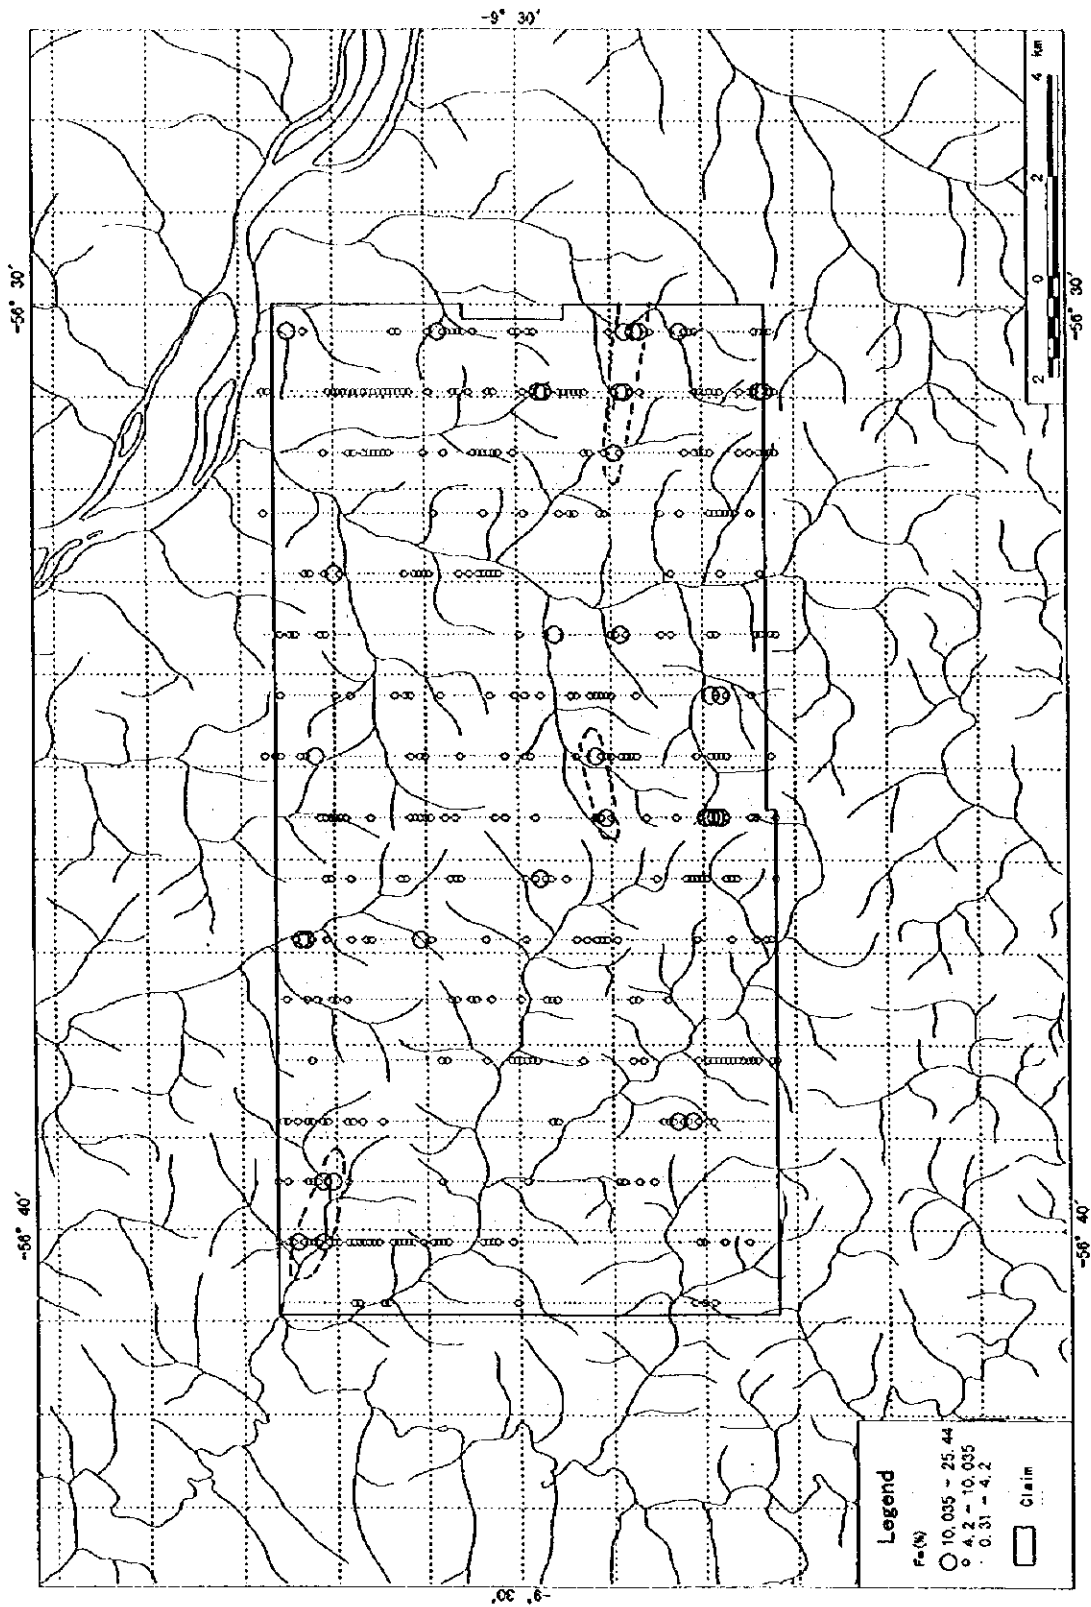 -9° 30′
-56° 30′
-56° 30′
2 0 2 4 km
-56° 40′
-56° 40′
-9° 30′
Legend
Fe(%)
10.035 - 25.44
4.2 - 10.035
0.31 - 4.2
Claim